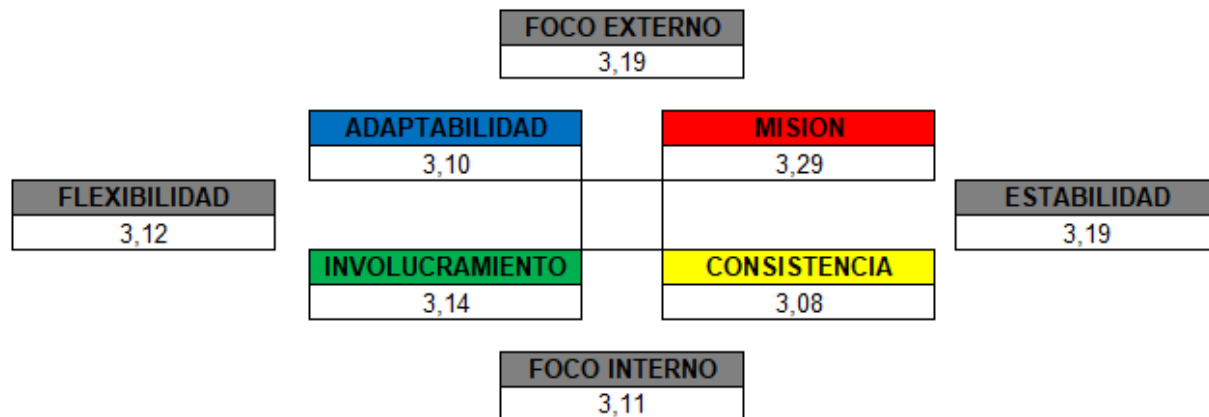 FOCO EXTERNO
3,19
ADAPTABILIDAD
MISION
3,10
3,29
FLEXIBILIDAD
ESTABILIDAD
3,12
3,19
INVOLUCRAMIENTO
CONSISTENCIA
3,14
3,08
FOCO INTERNO
3,11